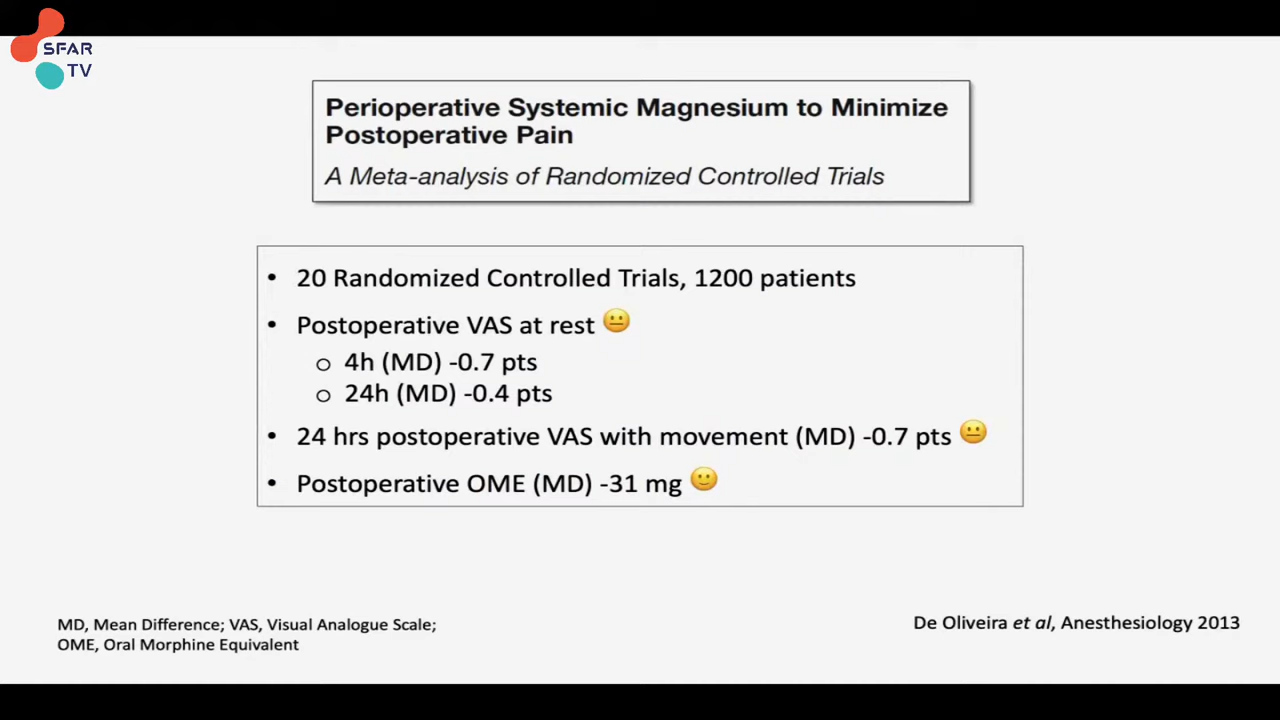 SFAR
TV
Perioperative Systemic Magnesium to Minimize
Postoperative Pain
A Meta-analysis of Randomized Controlled Trials
• 20 Randomized Controlled Trials, 1200 patients
• Postoperative VAS at rest 😐
o 4h (MD) -0.7 pts
o 24h (MD) -0.4 pts
• 24 hrs postoperative VAS with movement (MD) -0.7 pts 😐
• Postoperative OME (MD) -31 mg 🙂
MD, Mean Difference; VAS, Visual Analogue Scale;
OME, Oral Morphine Equivalent
De Oliveira et al, Anesthesiology 2013